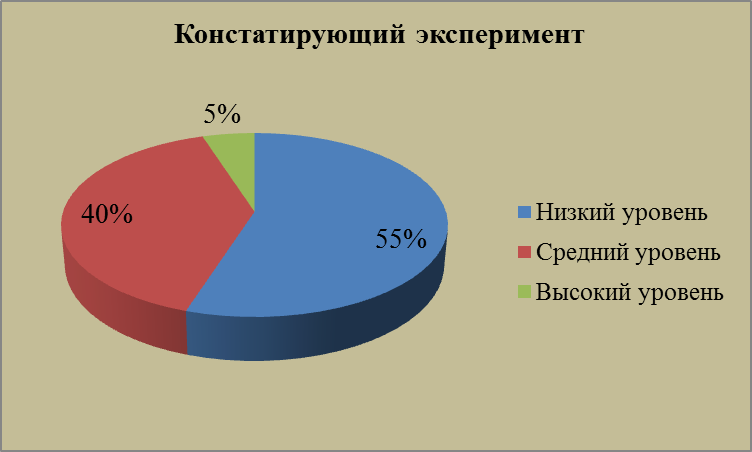 Констатирующий эксперимент
5%
40%
55%
Низкий уровень
Средний уровень
Высокий уровень